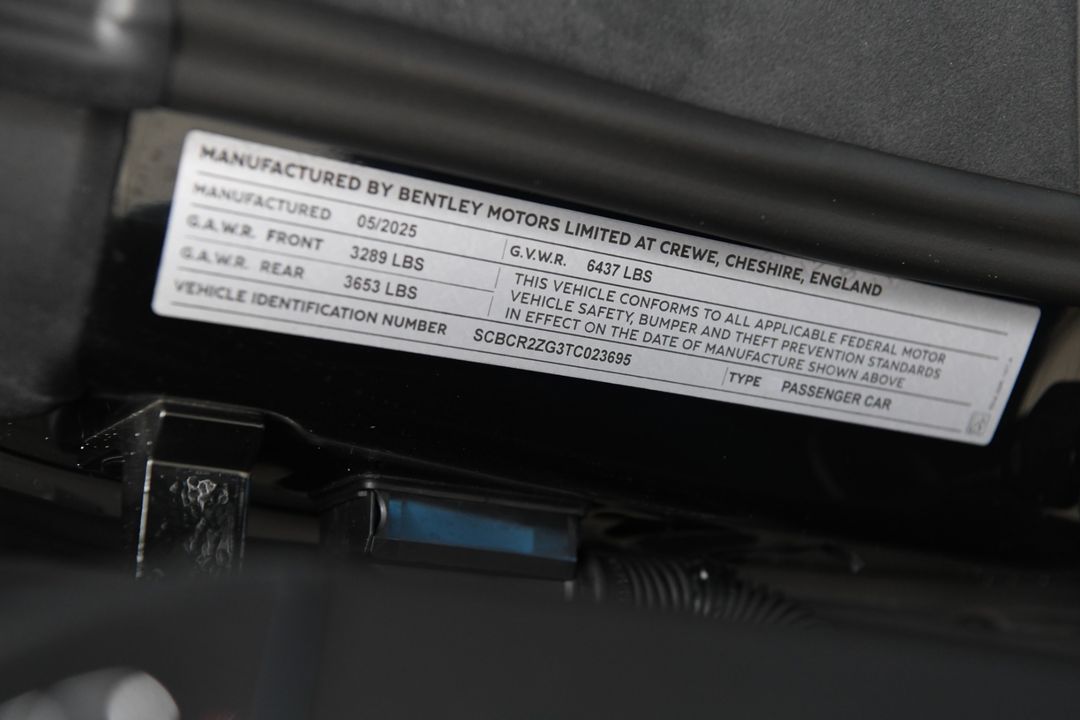 MANUFACTURED BY BENTLEY MOTORS LIMITED AT CREWE, CHESHIRE, ENGLAND
MANUFACTURED 05/2025
G.A.W.R. FRONT 3289 LBS G.V.W.R. 6437 LBS
G.A.W.R. REAR 3653 LBS
THIS VEHICLE CONFORMS TO ALL APPLICABLE FEDERAL MOTOR
VEHICLE SAFETY, BUMPER AND THEFT PREVENTION STANDARDS
IN EFFECT ON THE DATE OF MANUFACTURE SHOWN ABOVE
VEHICLE IDENTIFICATION NUMBER SCBCR2ZG3TC023695 TYPE PASSENGER CAR